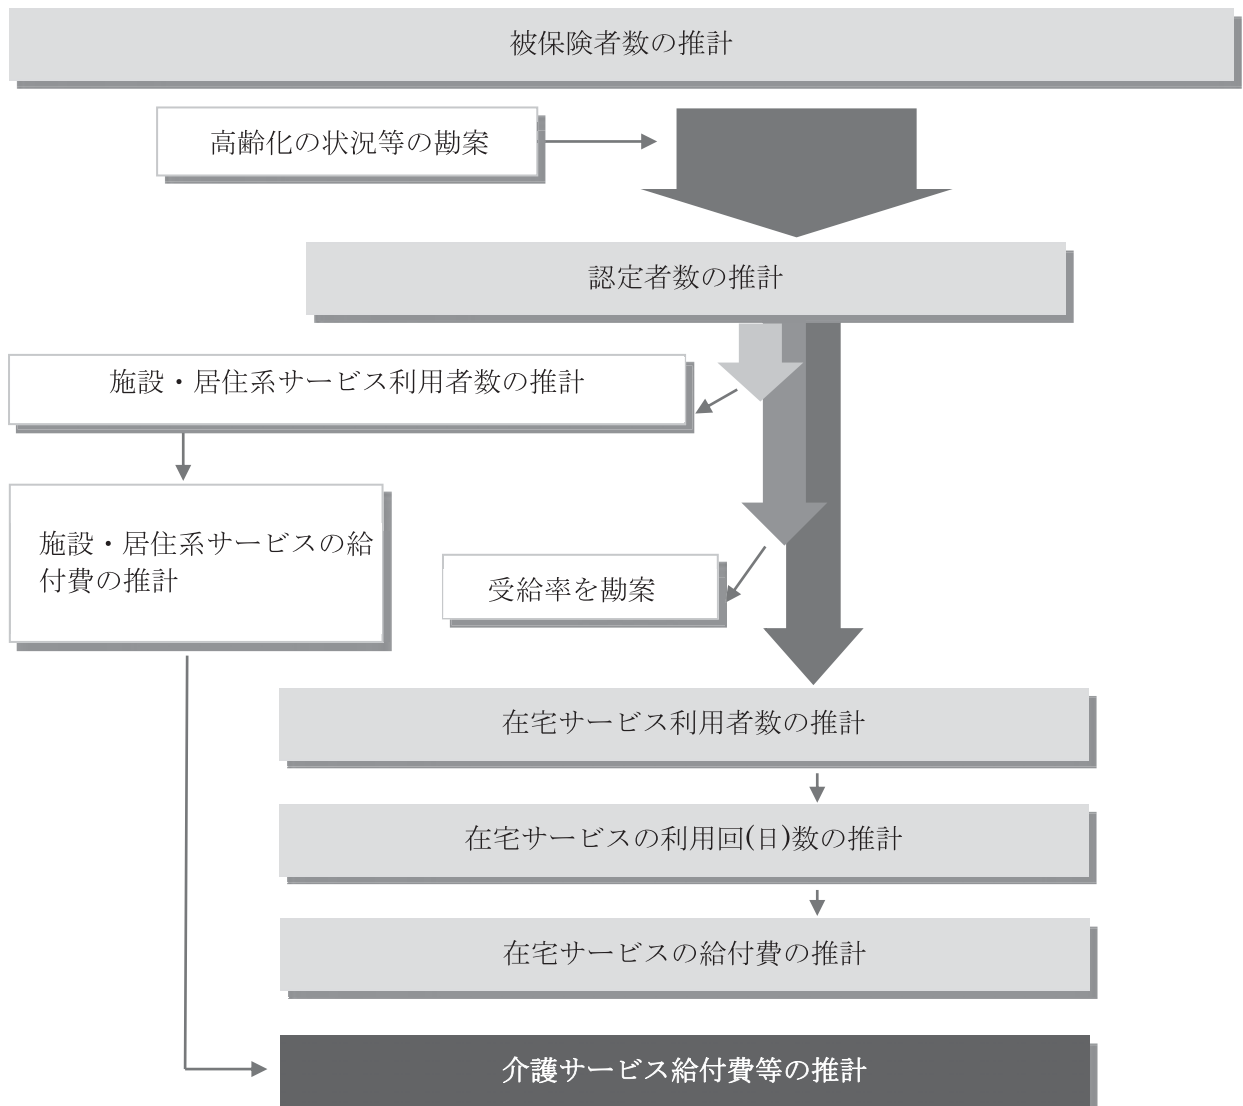 被保険者数の推計
高齢化の状況等の勘案
認定者数の推計
施設・居住系サービス利用者数の推計
施設・居住系サービスの給
付費の推計
受給率を勘案
在宅サービス利用者数の推計
在宅サービスの利用回(日)数の推計
在宅サービスの給付費の推計
介護サービス給付費等の推計